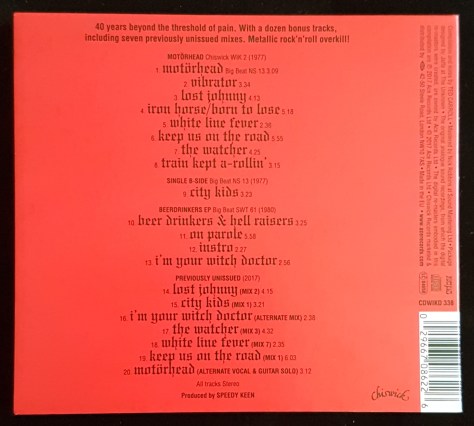 40 years beyond the threshold of pain. With a dozen bonus tracks,
including seven previously unissued mixes. Metallic rock'n'roll overkill!
MOTÖRHEAD Chiswick WIK 2 (1977)
1. motörhead Big Beat NS 13 3.09
2. vibrator 3.34
3. lost johnny 4.13
4. iron horse/born to lose 5.18
5. white line fever 2.36
6. keep us on the road 5.55
7. the watcher 4.25
8. train kept a-rollin' 3.15
SINGLE B-SIDE Big Beat NS 13 (1977)
9. city kids 3.23
BEERDRINKERS EP Big Beat SWT 61 (1980)
10. beer drinkers & hell raisers 3.25
11. on parole 5.58
12. instro 2.27
13. i'm your witch doctor 2.56
PREVIOUSLY UNISSUED (2017)
14. lost johnny (MIX 2) 4.15
15. city kids (MIX 1) 3.21
16. i'm your witch doctor (ALTERNATE MIX) 2.38
17. the watcher (MIX 3) 4.32
18. white line fever (MIX 7) 2.35
19. keep us on the road (MIX 1) 6.03
20. motörhead (ALTERNATE VOCAL & GUITAR SOLO) 3.12
All tracks Stereo
Produced by SPEEDY KEEN
CDWIKD 338
chiswick
0 29667 08622 6